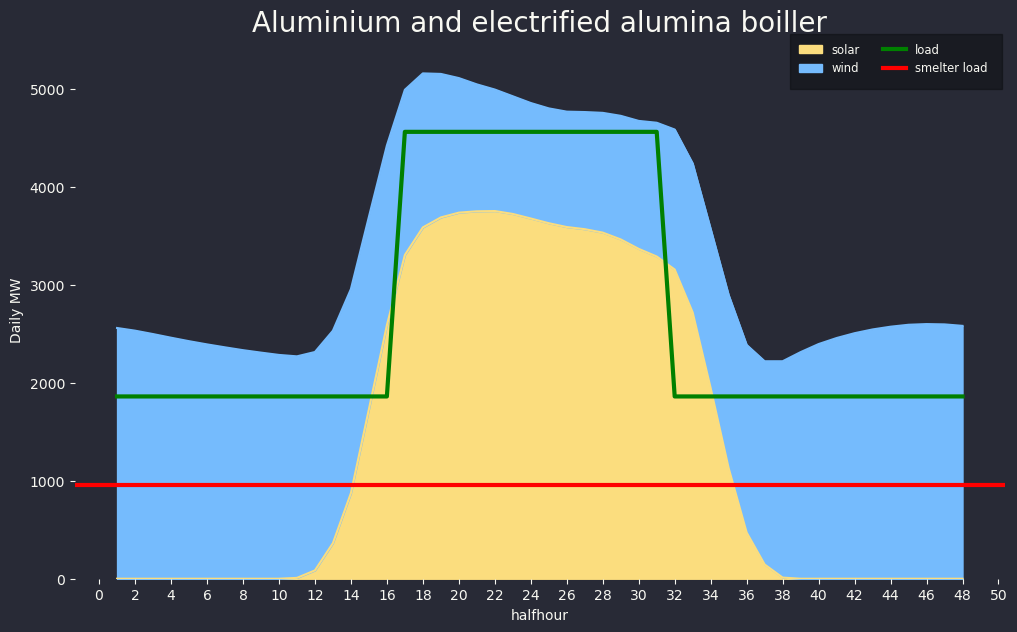 Aluminium and electrified alumina boiller
solar
wind
load
smelter load
Daily MW
5000
4000
3000
2000
1000
0
0 2 4 6 8 10 12 14 16 18 20 22 24 26 28 30 32 34 36 38 40 42 44 46 48 50
halfhour